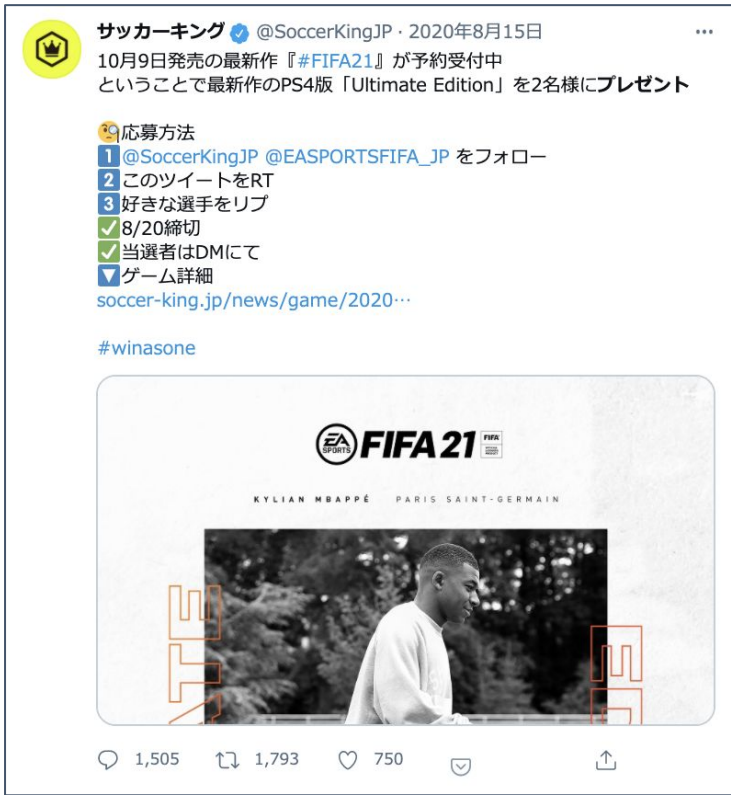 サッカーキング @SoccerKingJP · 2020年8月15日
10月9日発売の最新作『#FIFA21』が予約受付中
ということで最新作のPS4版「Ultimate Edition」を2名様にプレゼント
🧐応募方法
1️⃣@SoccerKingJP @EASPORTSFIFA_JP をフォロー
2️⃣このツイートをRT
3️⃣好きな選手をリプ
✅8/20締切
✅当選者はDMにて
🔽ゲーム詳細
soccer-king.jp/news/game/2020…
#winasone
EA SPORTS FIFA 21 FIFA
KYLIAN MBAPPÉ PARIS SAINT-GERMAIN
ATE
1,505 1,793 750